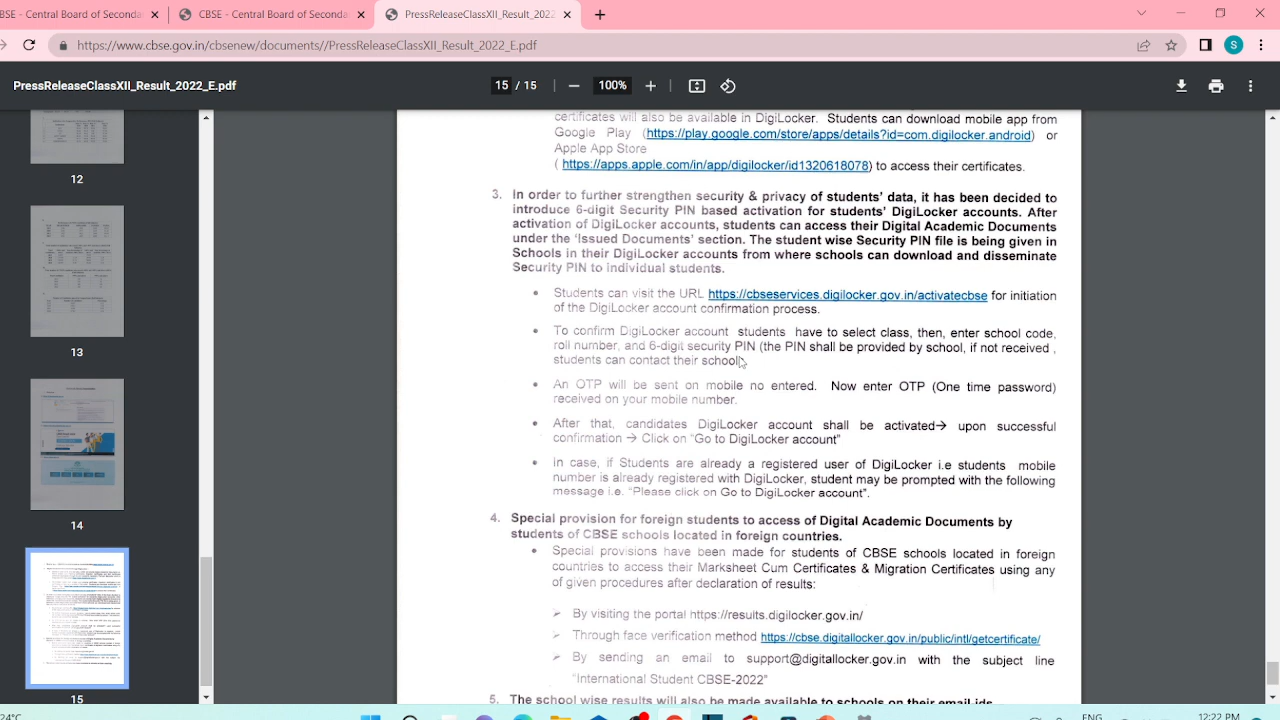 CBSE - Central Board of Seconda
CBSE - Central Board of Seconda
PressReleaseClassXII_Result_2022
https://www.cbse.gov.in/cbsenew/documents//PressReleaseClassXII_Result_2022_E.pdf
S
PressReleaseClassXII_Result_2022_E.pdf
15 / 15
100%
12
13
14
15
certificates will also be available in DigiLocker. Students can download mobile app from
Google Play (https://play.google.com/store/apps/details?id=com.digilocker.android) or
Apple App Store
( https://apps.apple.com/in/app/digilocker/id1320618078) to access their certificates.
3. In order to further strengthen security & privacy of students' data, it has been decided to
introduce 6-digit Security PIN based activation for students' DigiLocker accounts. After
activation of DigiLocker accounts, students can access their Digital Academic Documents
under the 'Issued Documents' section. The student wise Security PIN file is being given in
Schools in their DigiLocker accounts from where schools can download and disseminate
Security PIN to individual students.
• Students can visit the URL https://cbseservices.digilocker.gov.in/activatecbse for initiation
of the DigiLocker account confirmation process.
• To confirm DigiLocker account students have to select class, then, enter school code,
roll number, and 6-digit security PIN (the PIN shall be provided by school, if not received ,
students can contact their school
• An OTP will be sent on mobile no entered. Now enter OTP (One time password)
received on your mobile number.
• After that, candidates DigiLocker account shall be activated→ upon successful
confirmation → Click on "Go to DigiLocker account"
• In case, if Students are already a registered user of DigiLocker i.e students mobile
number is already registered with DigiLocker, student may be prompted with the following
message i.e. "Please click on Go to DigiLocker account".
4. Special provision for foreign students to access of Digital Academic Documents by
students of CBSE schools located in foreign countries.
• Special provisions have been made for students of CBSE schools located in foreign
countries to access their Marksheet Cum Certificates & Migration Certificates using any
of given procedures after declaration of results.
By visiting the portal https://results.digilocker.gov.in/
Through face verification method https://cbse.digitallocker.gov.in/public/intl/getcertificate/
By sending an email to support@digitallocker.gov.in with the subject line
"International Student CBSE-2022"
5. The school wise results will also be made available to schools on their email ids
24°C
ENG
12:22 PM